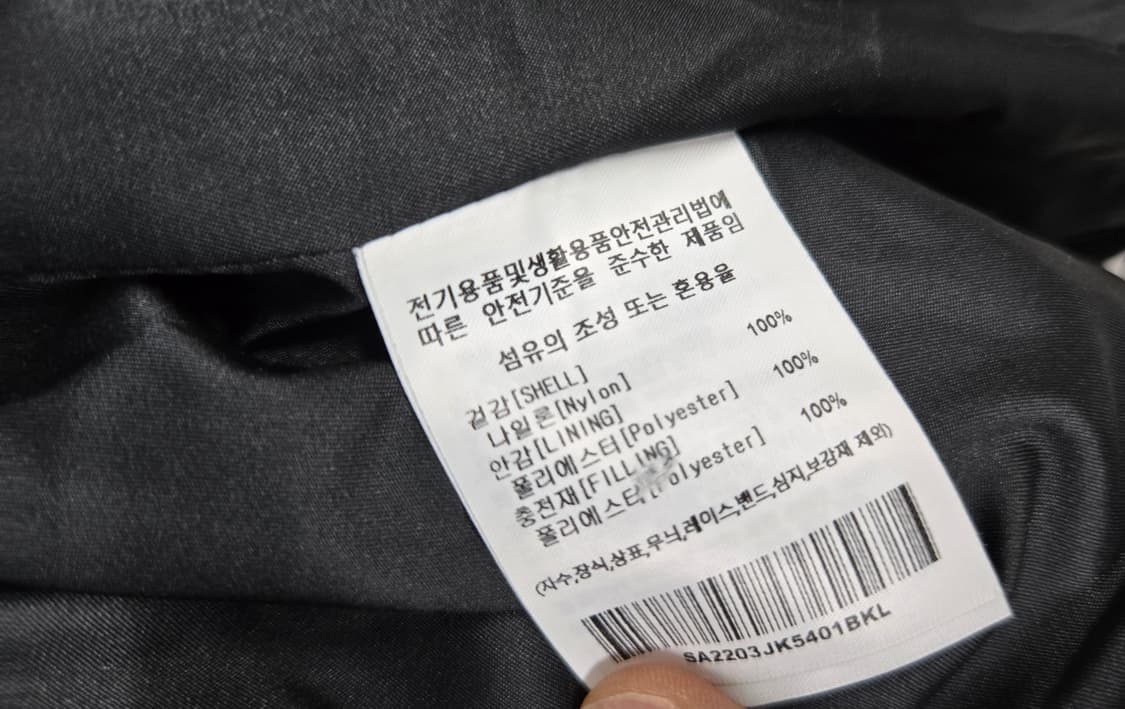 전기용품및생활용품안전관리법에
따른 안전기준을 준수한 제품임
섬유의 조성 또는 혼용율
겉감[SHELL]
나일론[Nylon] 100%
안감[LINING]
폴리에스터[Polyester] 100%
충전재[FILLING]
폴리에스터[Polyester] 100%
(자수,장식,상표,무늬,레이스,밴드,심지,보강재 제외)
SA2203JK5401BKL